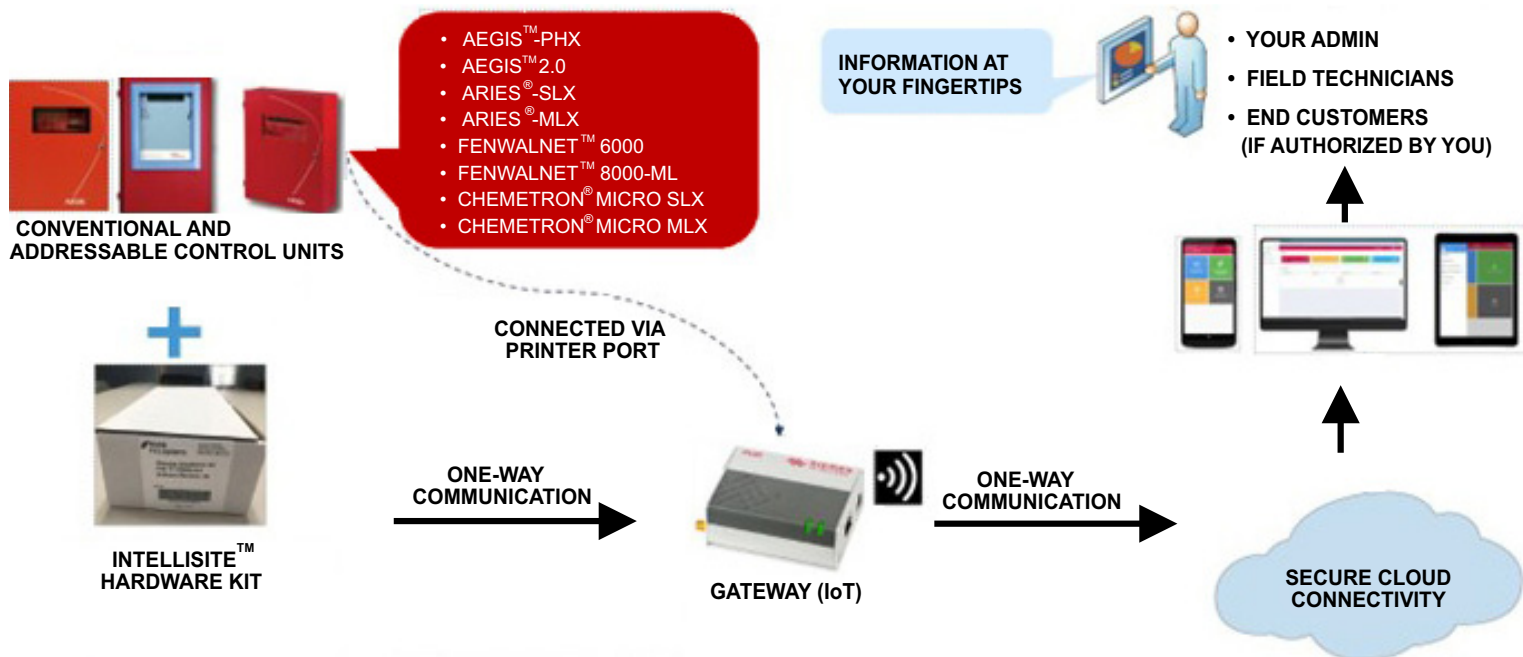 • AEGIS™-PHX
• AEGIS™ 2.0
• ARIES®-SLX
• ARIES®-MLX
• FENWALNET™ 6000
• FENWALNET™ 8000-ML
• CHEMETRON® MICRO SLX
• CHEMETRON® MICRO MLX
CONVENTIONAL AND
ADDRESSABLE CONTROL UNITS
INFORMATION AT
YOUR FINGERTIPS
• YOUR ADMIN
• FIELD TECHNICIANS
• END CUSTOMERS
(IF AUTHORIZED BY YOU)
CONNECTED VIA
PRINTER PORT
INTELLISITE™
HARDWARE KIT
ONE-WAY
COMMUNICATION
GATEWAY (IoT)
ONE-WAY
COMMUNICATION
SECURE CLOUD
CONNECTIVITY